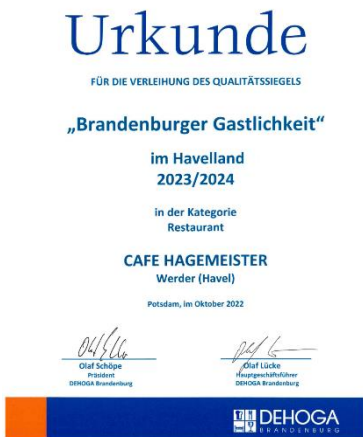 Urkunde
FÜR DIE VERLEIHUNG DES QUALITÄTSSIEGELS
„Brandenburger Gastlichkeit“
im Havelland
2023/2024
in der Kategorie
Restaurant
CAFE HAGEMEISTER
Werder (Havel)
Potsdam, im Oktober 2022
Olaf Schöpe
Präsident
DEHOGA Brandenburg
Olaf Lücke
Hauptgeschäftsführer
DEHOGA Brandenburg
DEHOGA
BRANDENBURG